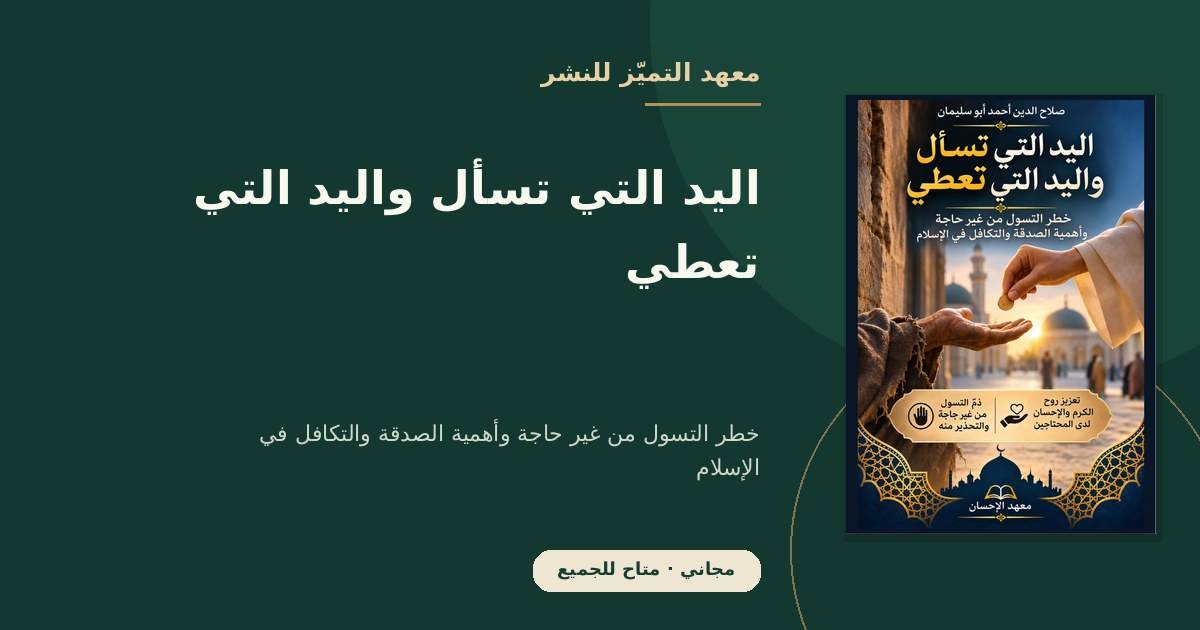 معهد التميّز للنشر
اليد التي تسأل واليد التي
تعطي
خطر التسول من غير حاجة وأهمية الصدقة والتكافل في
الإسلام
مجاني · متاح للجميع
صلاح الدين أحمد أبو سليمان
اليد التي تسأل
واليد التي تعطي
خطر التسول من غير حاجة
وأهمية الصدقة والتكافل في الإسلام
تعزيز روح
الكرم والإحسان
لدى المحتاجين
ذمّ التسول
من غير حاجة
والتحذير منه
معهد الإحسان